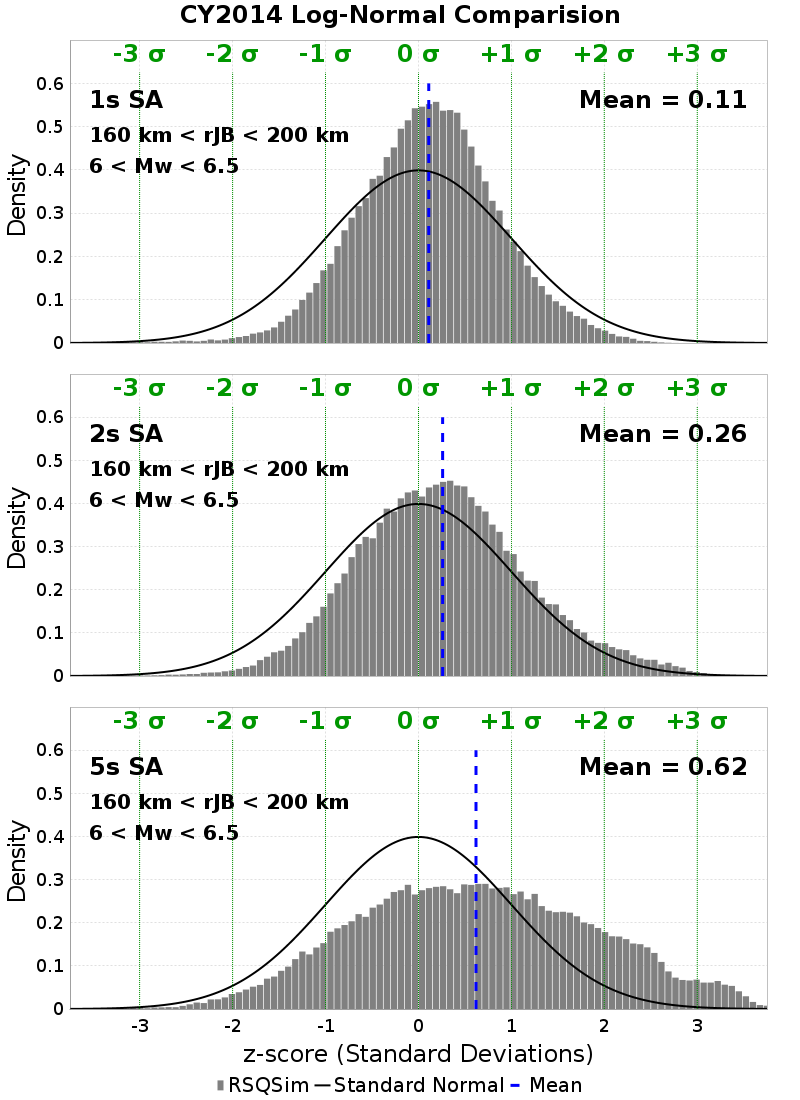 CY2014 Log-Normal Comparision
-3 σ -2 σ -1 σ 0 σ +1 σ +2 σ +3 σ
1s SA Mean = 0.11
160 km < rJB < 200 km
6 < Mw < 6.5
Density
0.6
0.5
0.4
0.3
0.2
0.1
0
-3 σ -2 σ -1 σ 0 σ +1 σ +2 σ +3 σ
2s SA Mean = 0.26
160 km < rJB < 200 km
6 < Mw < 6.5
Density
0.6
0.5
0.4
0.3
0.2
0.1
0
-3 σ -2 σ -1 σ 0 σ +1 σ +2 σ +3 σ
5s SA Mean = 0.62
160 km < rJB < 200 km
6 < Mw < 6.5
Density
0.6
0.5
0.4
0.3
0.2
0.1
0
-3 -2 -1 0 1 2 3
z-score (Standard Deviations)
RSQSim Standard Normal Mean